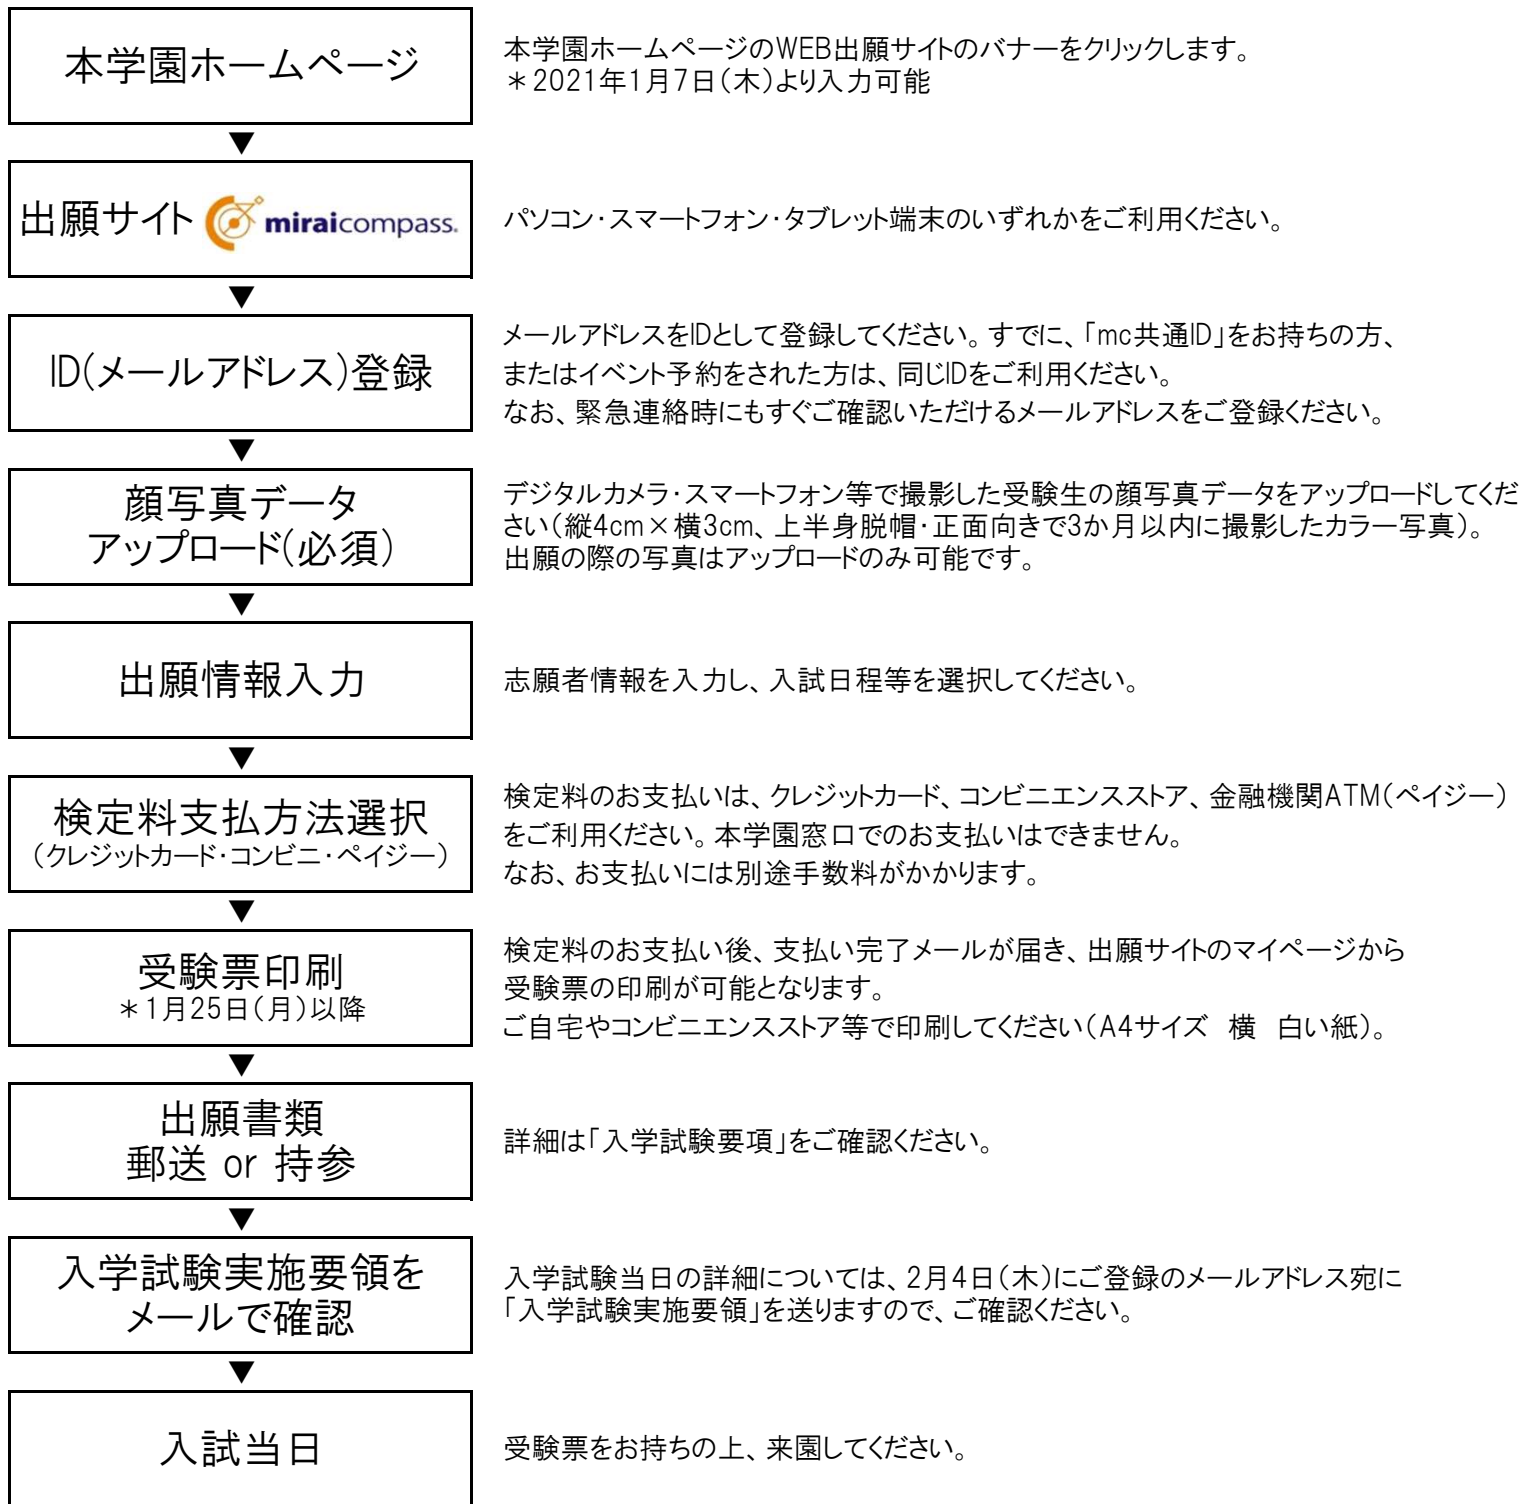 本学園ホームページ
本学園ホームページのWEB出願サイトのバナーをクリックします。
＊2021年1月7日（木）より入力可能
▼
出願サイト miraicompass.
パソコン・スマートフォン・タブレット端末のいずれかをご利用ください。
▼
ID(メールアドレス)登録
メールアドレスをIDとして登録してください。すでに、「mc共通ID」をお持ちの方、
またはイベント予約をされた方は、同じIDをご利用ください。
なお、緊急連絡時にもすぐご確認いただけるメールアドレスをご登録ください。
▼
顔写真データ
アップロード(必須)
デジタルカメラ・スマートフォン等で撮影した受験生の顔写真データをアップロードしてくだ
さい（縦4cm×横3cm、上半身脱帽・正面向きで3か月以内に撮影したカラー写真）。
出願の際の写真はアップロードのみ可能です。
▼
出願情報入力
志願者情報を入力し、入試日程等を選択してください。
▼
検定料支払方法選択
（クレジットカード・コンビニ・ペイジー）
検定料のお支払いは、クレジットカード、コンビニエンスストア、金融機関ATM（ペイジー）
をご利用ください。本学園窓口でのお支払いはできません。
なお、お支払いには別途手数料がかかります。
▼
受験票印刷
＊1月25日（月）以降
検定料のお支払い後、支払い完了メールが届き、出願サイトのマイページから
受験票の印刷が可能となります。
ご自宅やコンビニエンスストア等で印刷してください（A4サイズ　横　白い紙）。
▼
出願書類
郵送 or 持参
詳細は「入学試験要項」をご確認ください。
▼
入学試験実施要領を
メールで確認
入学試験当日の詳細については、2月4日（木）にご登録のメールアドレス宛に
「入学試験実施要領」を送りますので、ご確認ください。
▼
入試当日
受験票をお持ちの上、来園してください。